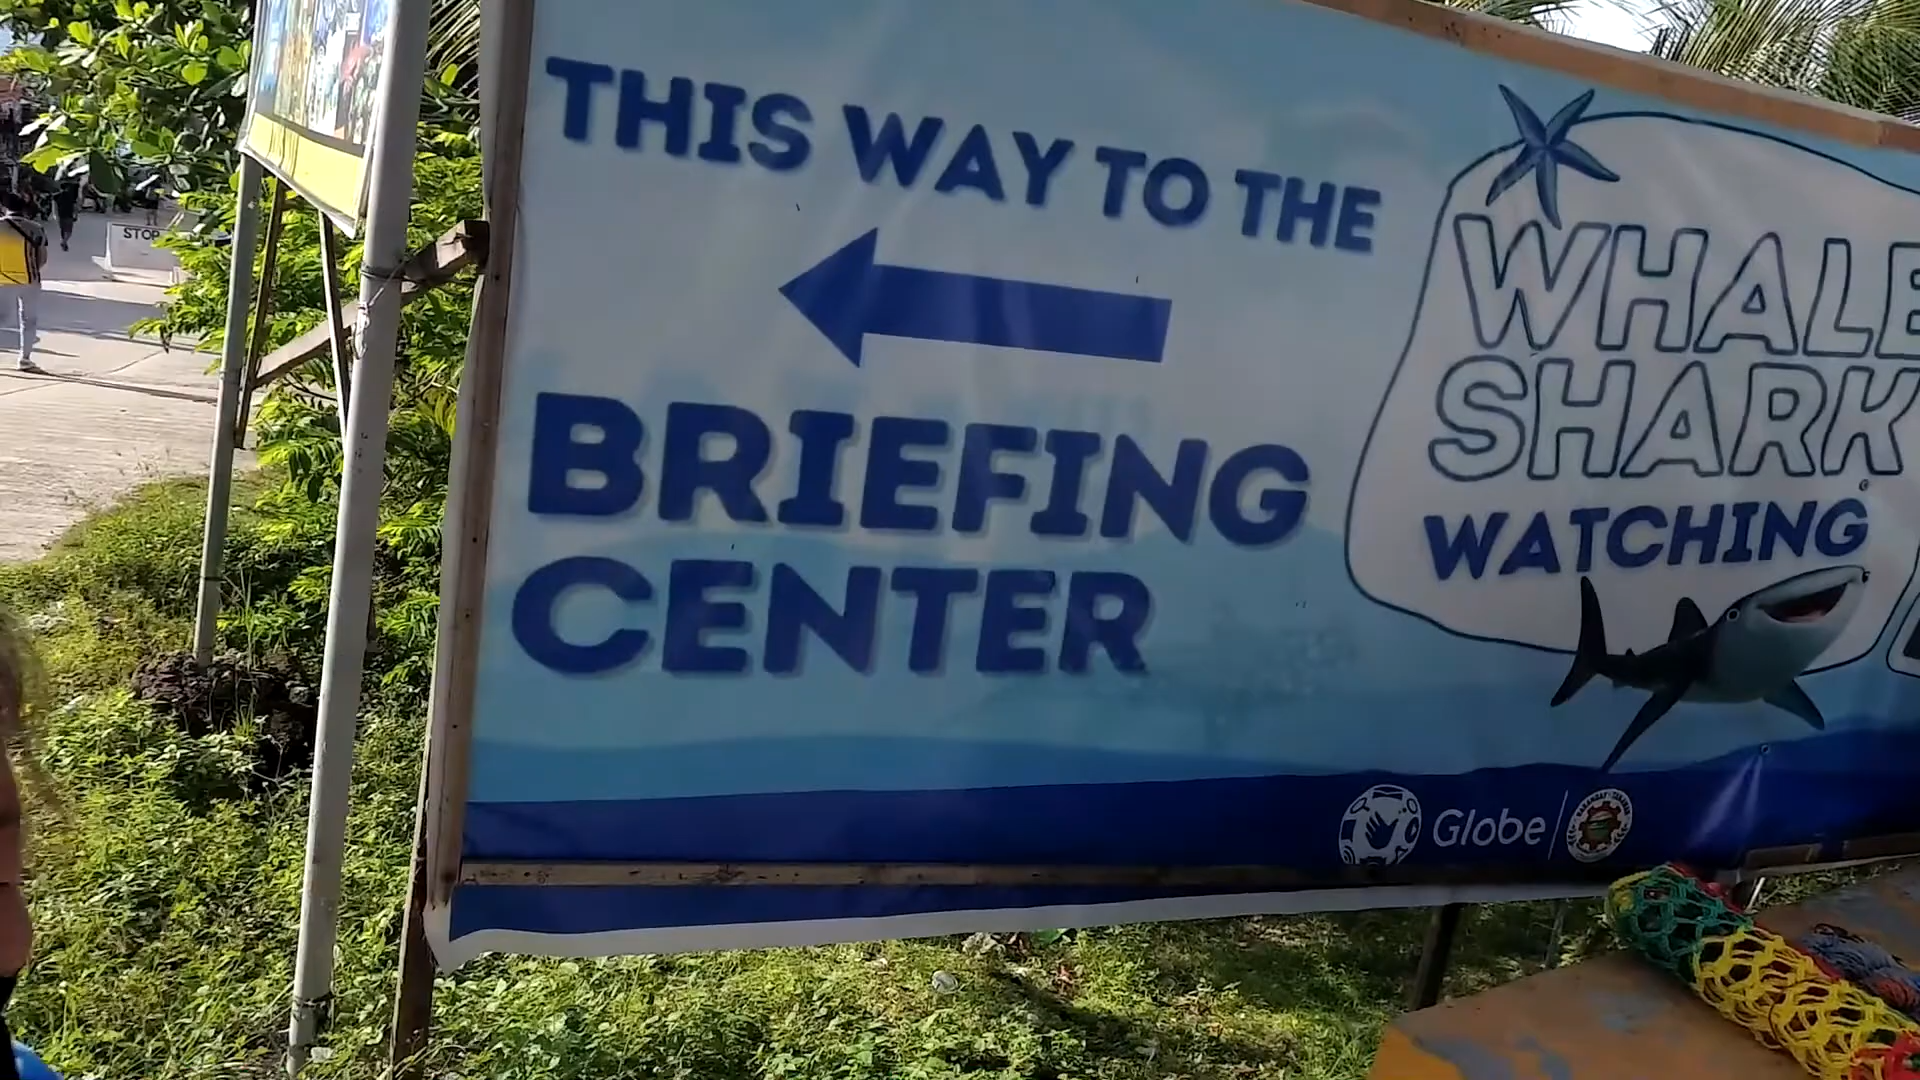 STOP
THIS WAY TO THE
BRIEFING
CENTER
WHALE
SHARK
WATCHING
Globe